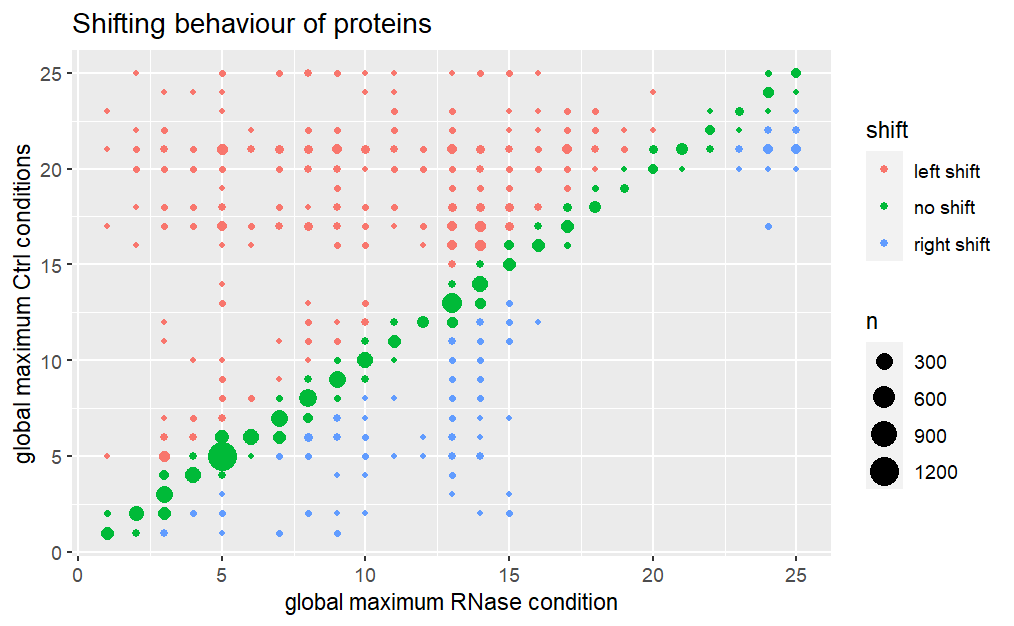 Shifting behaviour of proteins
global maximum Ctrl conditions
25
20
15
10
5
0
0 5 10 15 20 25
global maximum RNase condition
shift
left shift
no shift
right shift
n
300
600
900
1200